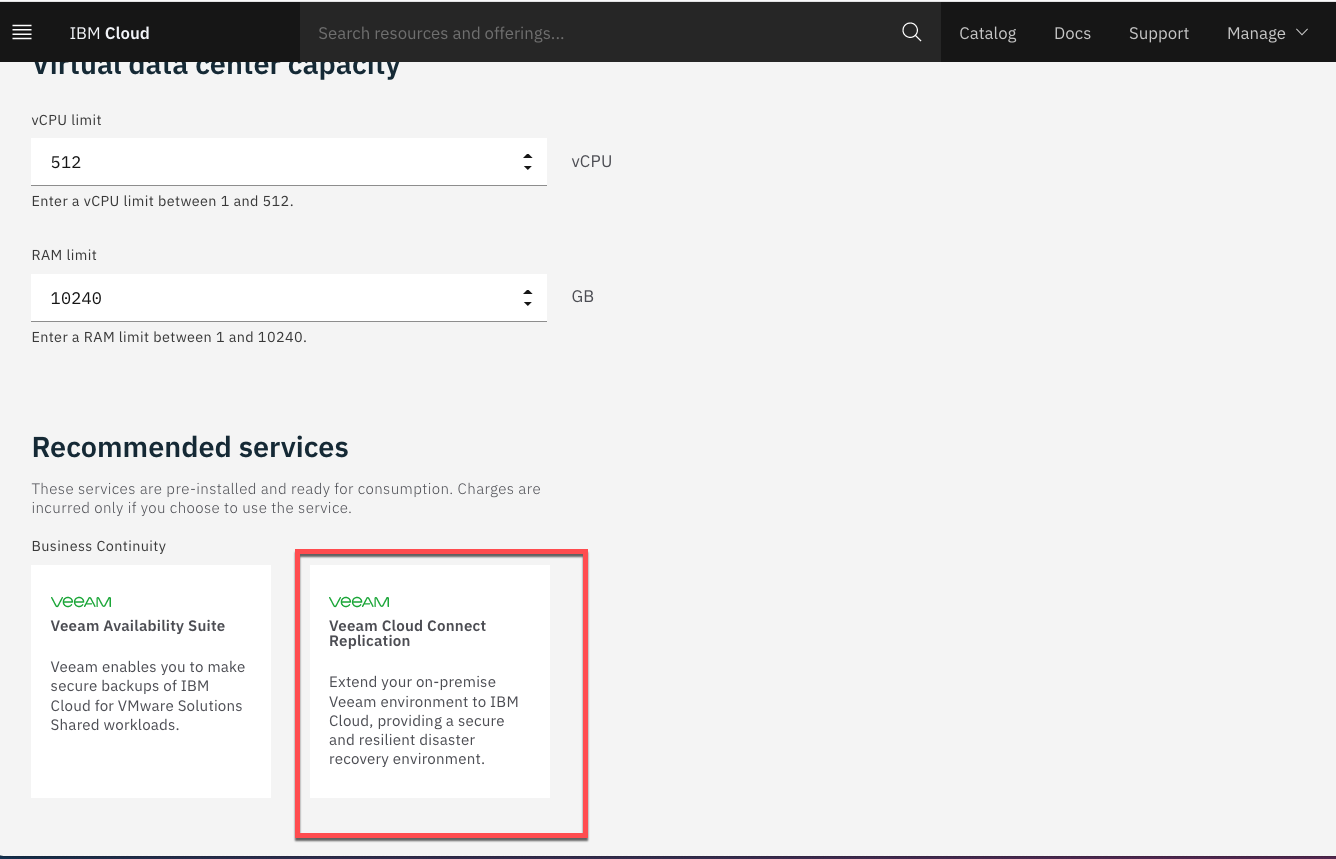 IBM Cloud
Search resources and offerings...
Catalog
Docs
Support
Manage
Virtual data center capacity
vCPU limit
512
vCPU
Enter a vCPU limit between 1 and 512.
RAM limit
10240
GB
Enter a RAM limit between 1 and 10240.
Recommended services
These services are pre-installed and ready for consumption. Charges are
incurred only if you choose to use the service.
Business Continuity
veeAM
Veeam Availability Suite
Veeam enables you to make
secure backups of IBM
Cloud for VMware Solutions
Shared workloads.
veeAM
Veeam Cloud Connect
Replication
Extend your on-premise
Veeam environment to IBM
Cloud, providing a secure
and resilient disaster
recovery environment.